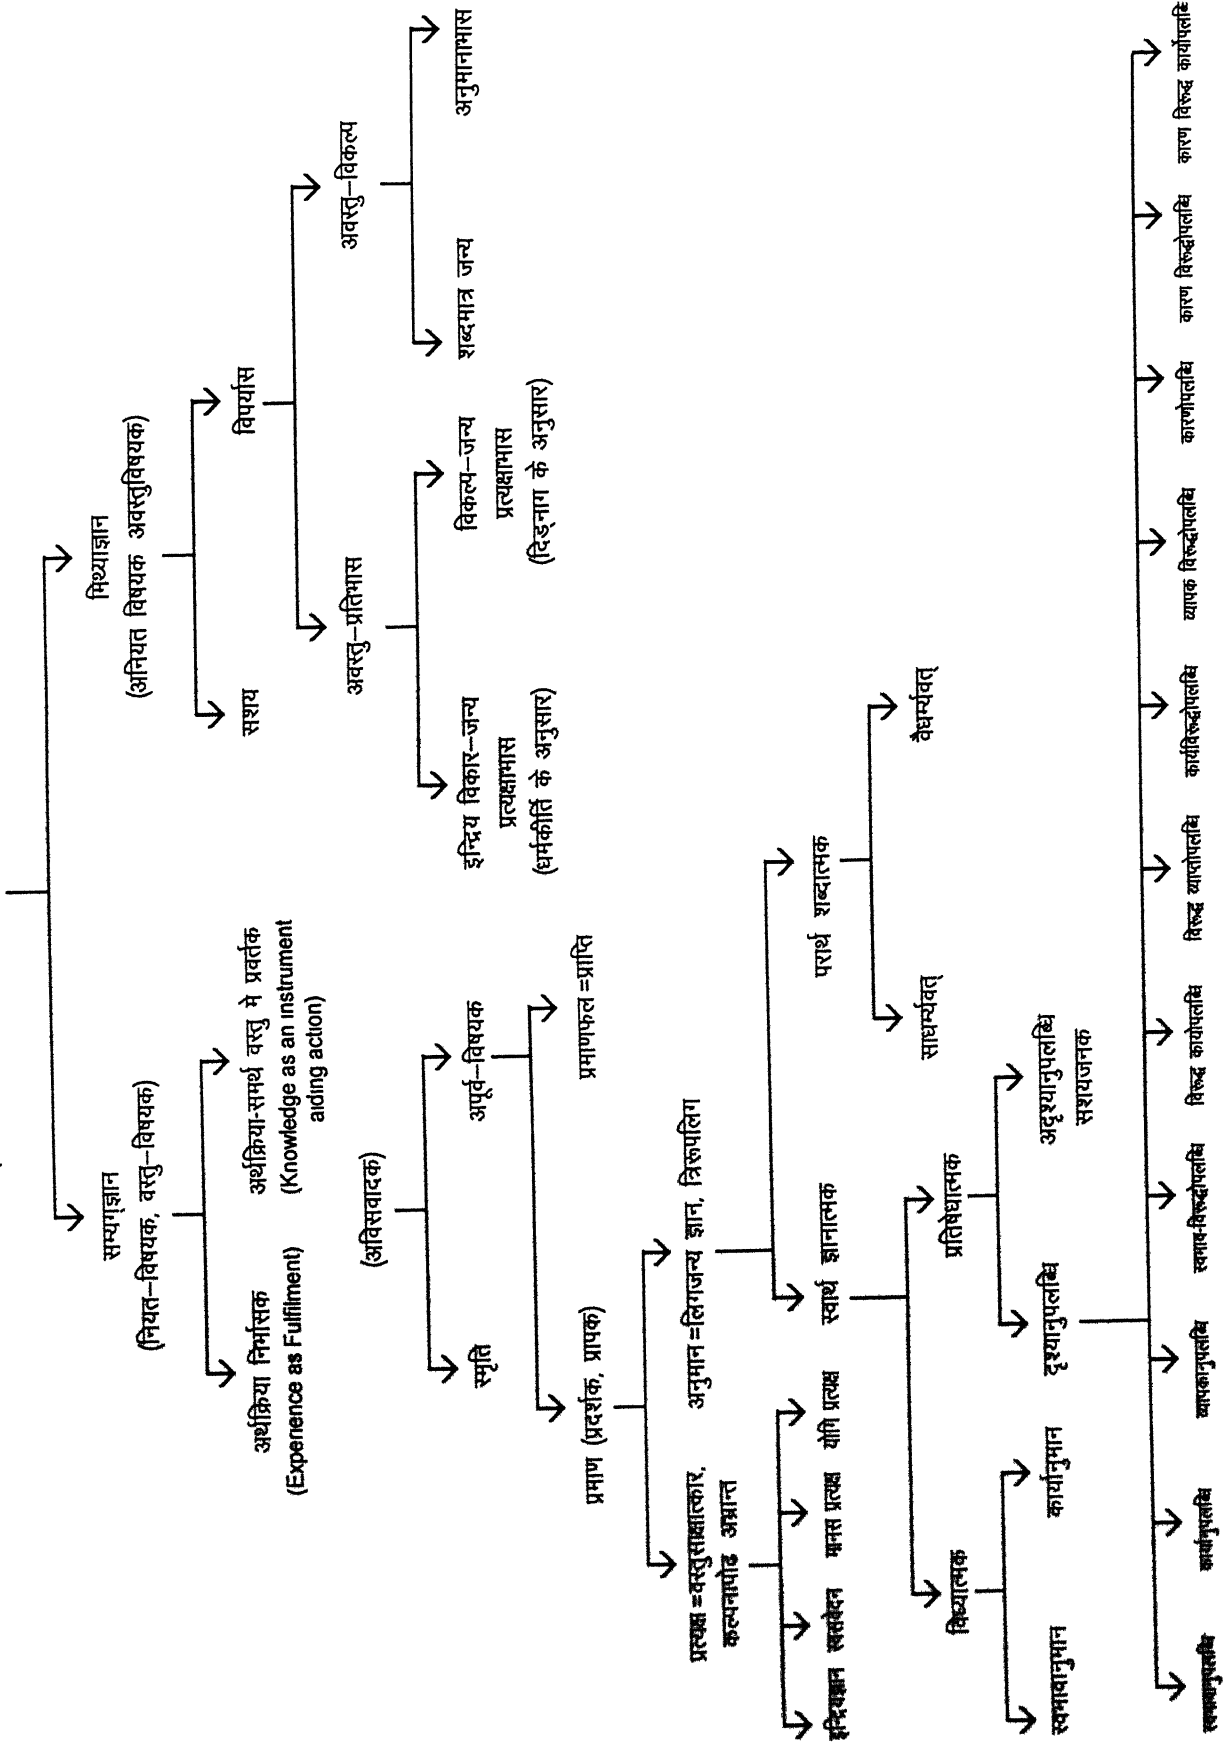 सम्यग्ज्ञान
(नियत–विषयक, वस्तु–विषयक)
मिथ्याज्ञान
(अनियत विषयक अवस्तुविषयक)
अर्थक्रिया निर्भासक
(Experience as Fulfilment)
अर्थक्रिया-समर्थ वस्तु मे प्रवर्तक
(Knowledge as an instrument
aiding action)
सशय
विपर्यास
(अविसवादक)
अवस्तु–प्रतिभास
अवस्तु–विकल्प
स्मृति
अपूर्व–विषयक
इन्द्रिय विकार–जन्य
प्रत्यक्षाभास
(धर्मकीर्ति के अनुसार)
विकल्प–जन्य
प्रत्यक्षाभास
(दिड्नाग के अनुसार)
शब्दमात्र जन्य
अनुमानाभास
प्रमाण (प्रदर्शक, प्रापक)
प्रमाणफल=प्राप्ति
प्रत्यक्ष=वस्तुसाक्षात्कार,
कल्पनापोढ अभ्रान्त
अनुमान=लिगजन्य ज्ञान, त्रिरूपलिग
इन्द्रियज्ञान स्वसवेदन मानस प्रत्यक्ष योगि प्रत्यक्ष
स्वार्थ ज्ञानात्मक
परार्थ शब्दात्मक
साधर्म्यवत्
वैधर्म्यवत्
विध्यात्मक
प्रतिषेधात्मक
स्वभावानुमान
कार्यानुमान
दृश्यानुपलब्धि
अदृश्यानुपलब्धि
सशयजनक
स्वभावानुपलब्धि
कार्यानुपलब्धि
व्यापकानुपलब्धि
स्वभाव-विरूद्धोपलब्धि
विरूद्ध कार्योपलब्धि
विरूद्ध व्याप्तोपलब्धि
कार्यविरूद्धोपलब्धि
व्यापक विरूद्धोपलब्धि
कारणोपलब्धि
कारण विरूद्धोपलब्धि
कारण विरूद्ध कार्योपलब्धि